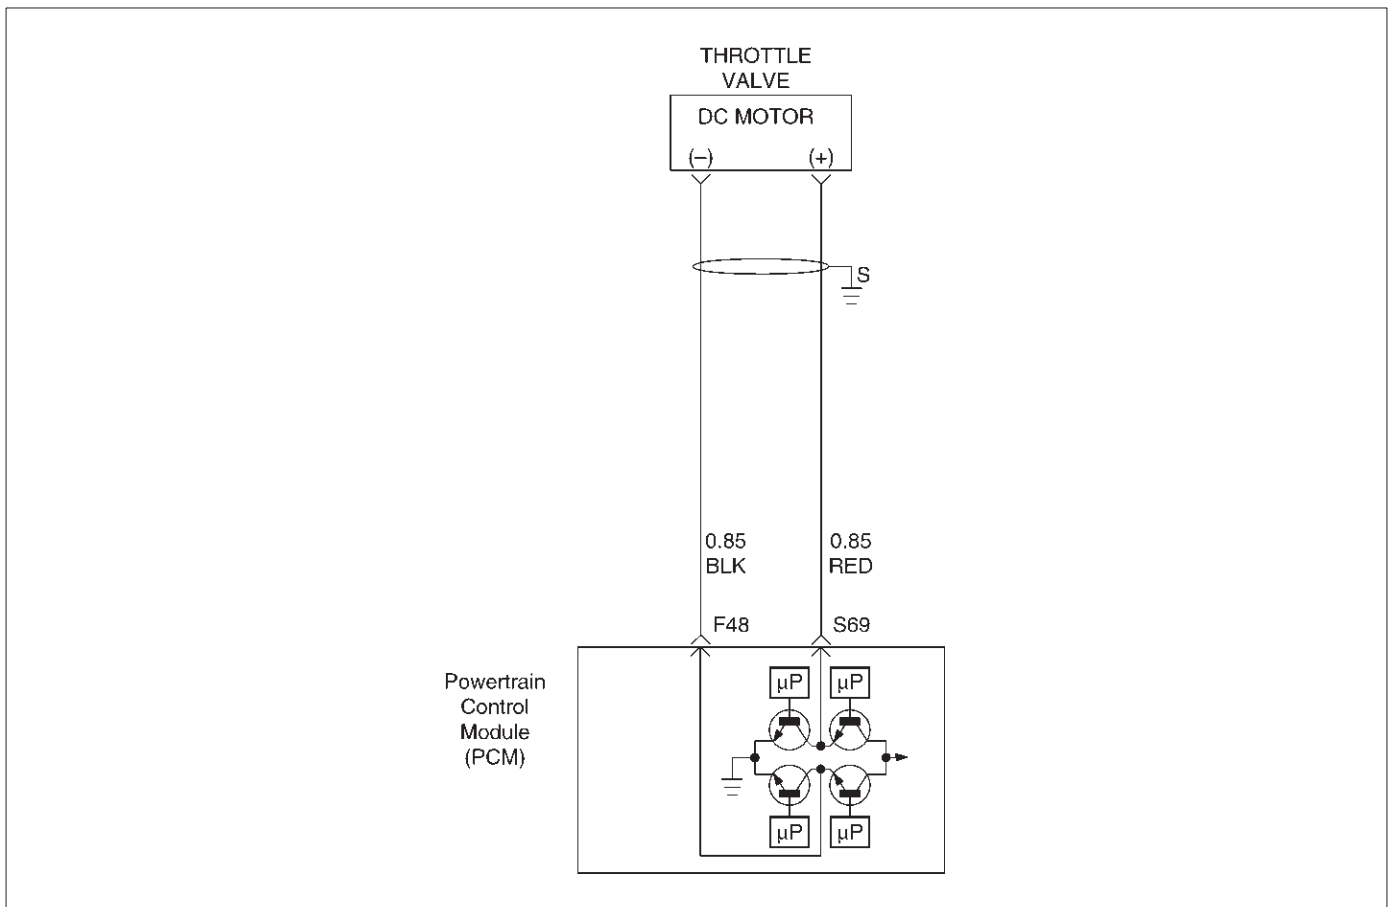 THROTTLE
VALVE
DC MOTOR
(–) (+)
S
0.85 0.85
BLK RED
F48 S69
Powertrain
Control
Module
(PCM)
µP µP
µP µP